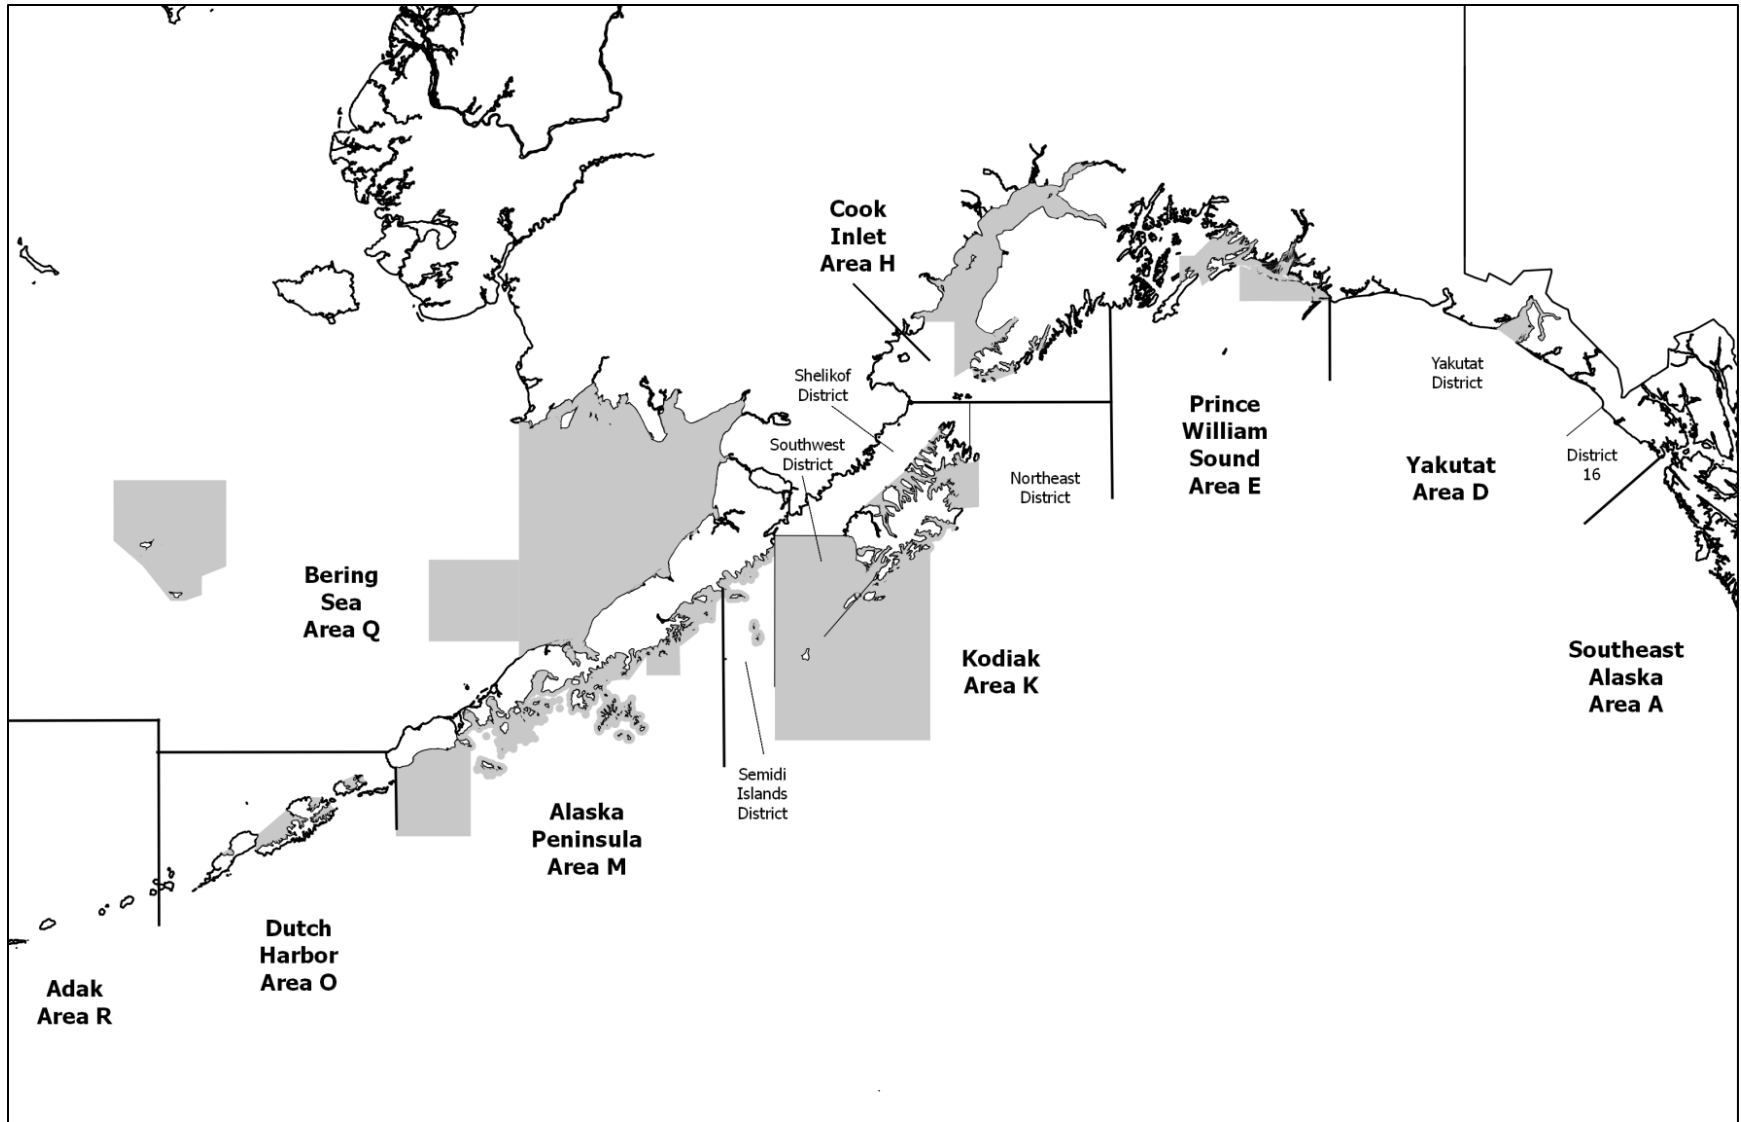 Cook
Inlet
Area H
Shelikof
District
Southwest
District
Northeast
District
Prince
William
Sound
Area E
Yakutat
District
Yakutat
Area D
District
16
Bering
Sea
Area Q
Kodiak
Area K
Southeast
Alaska
Area A
Semidi
Islands
District
Alaska
Peninsula
Area M
Dutch
Harbor
Area O
Adak
Area R